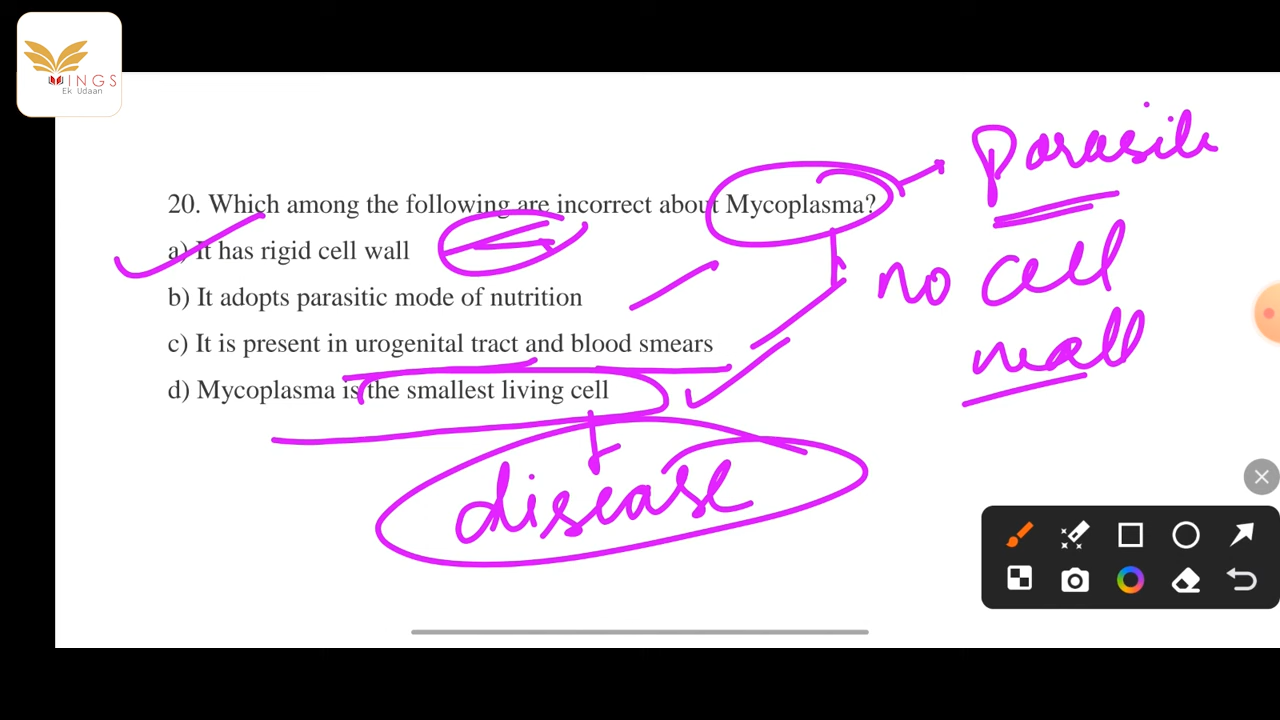 WINGS
Ek Udaan
Parasite
20. Which among the following are incorrect about Mycoplasma?
a) It has rigid cell wall
no cell
wall
b) It adopts parasitic mode of nutrition
c) It is present in urogenital tract and blood smears
d) Mycoplasma is the smallest living cell
disease